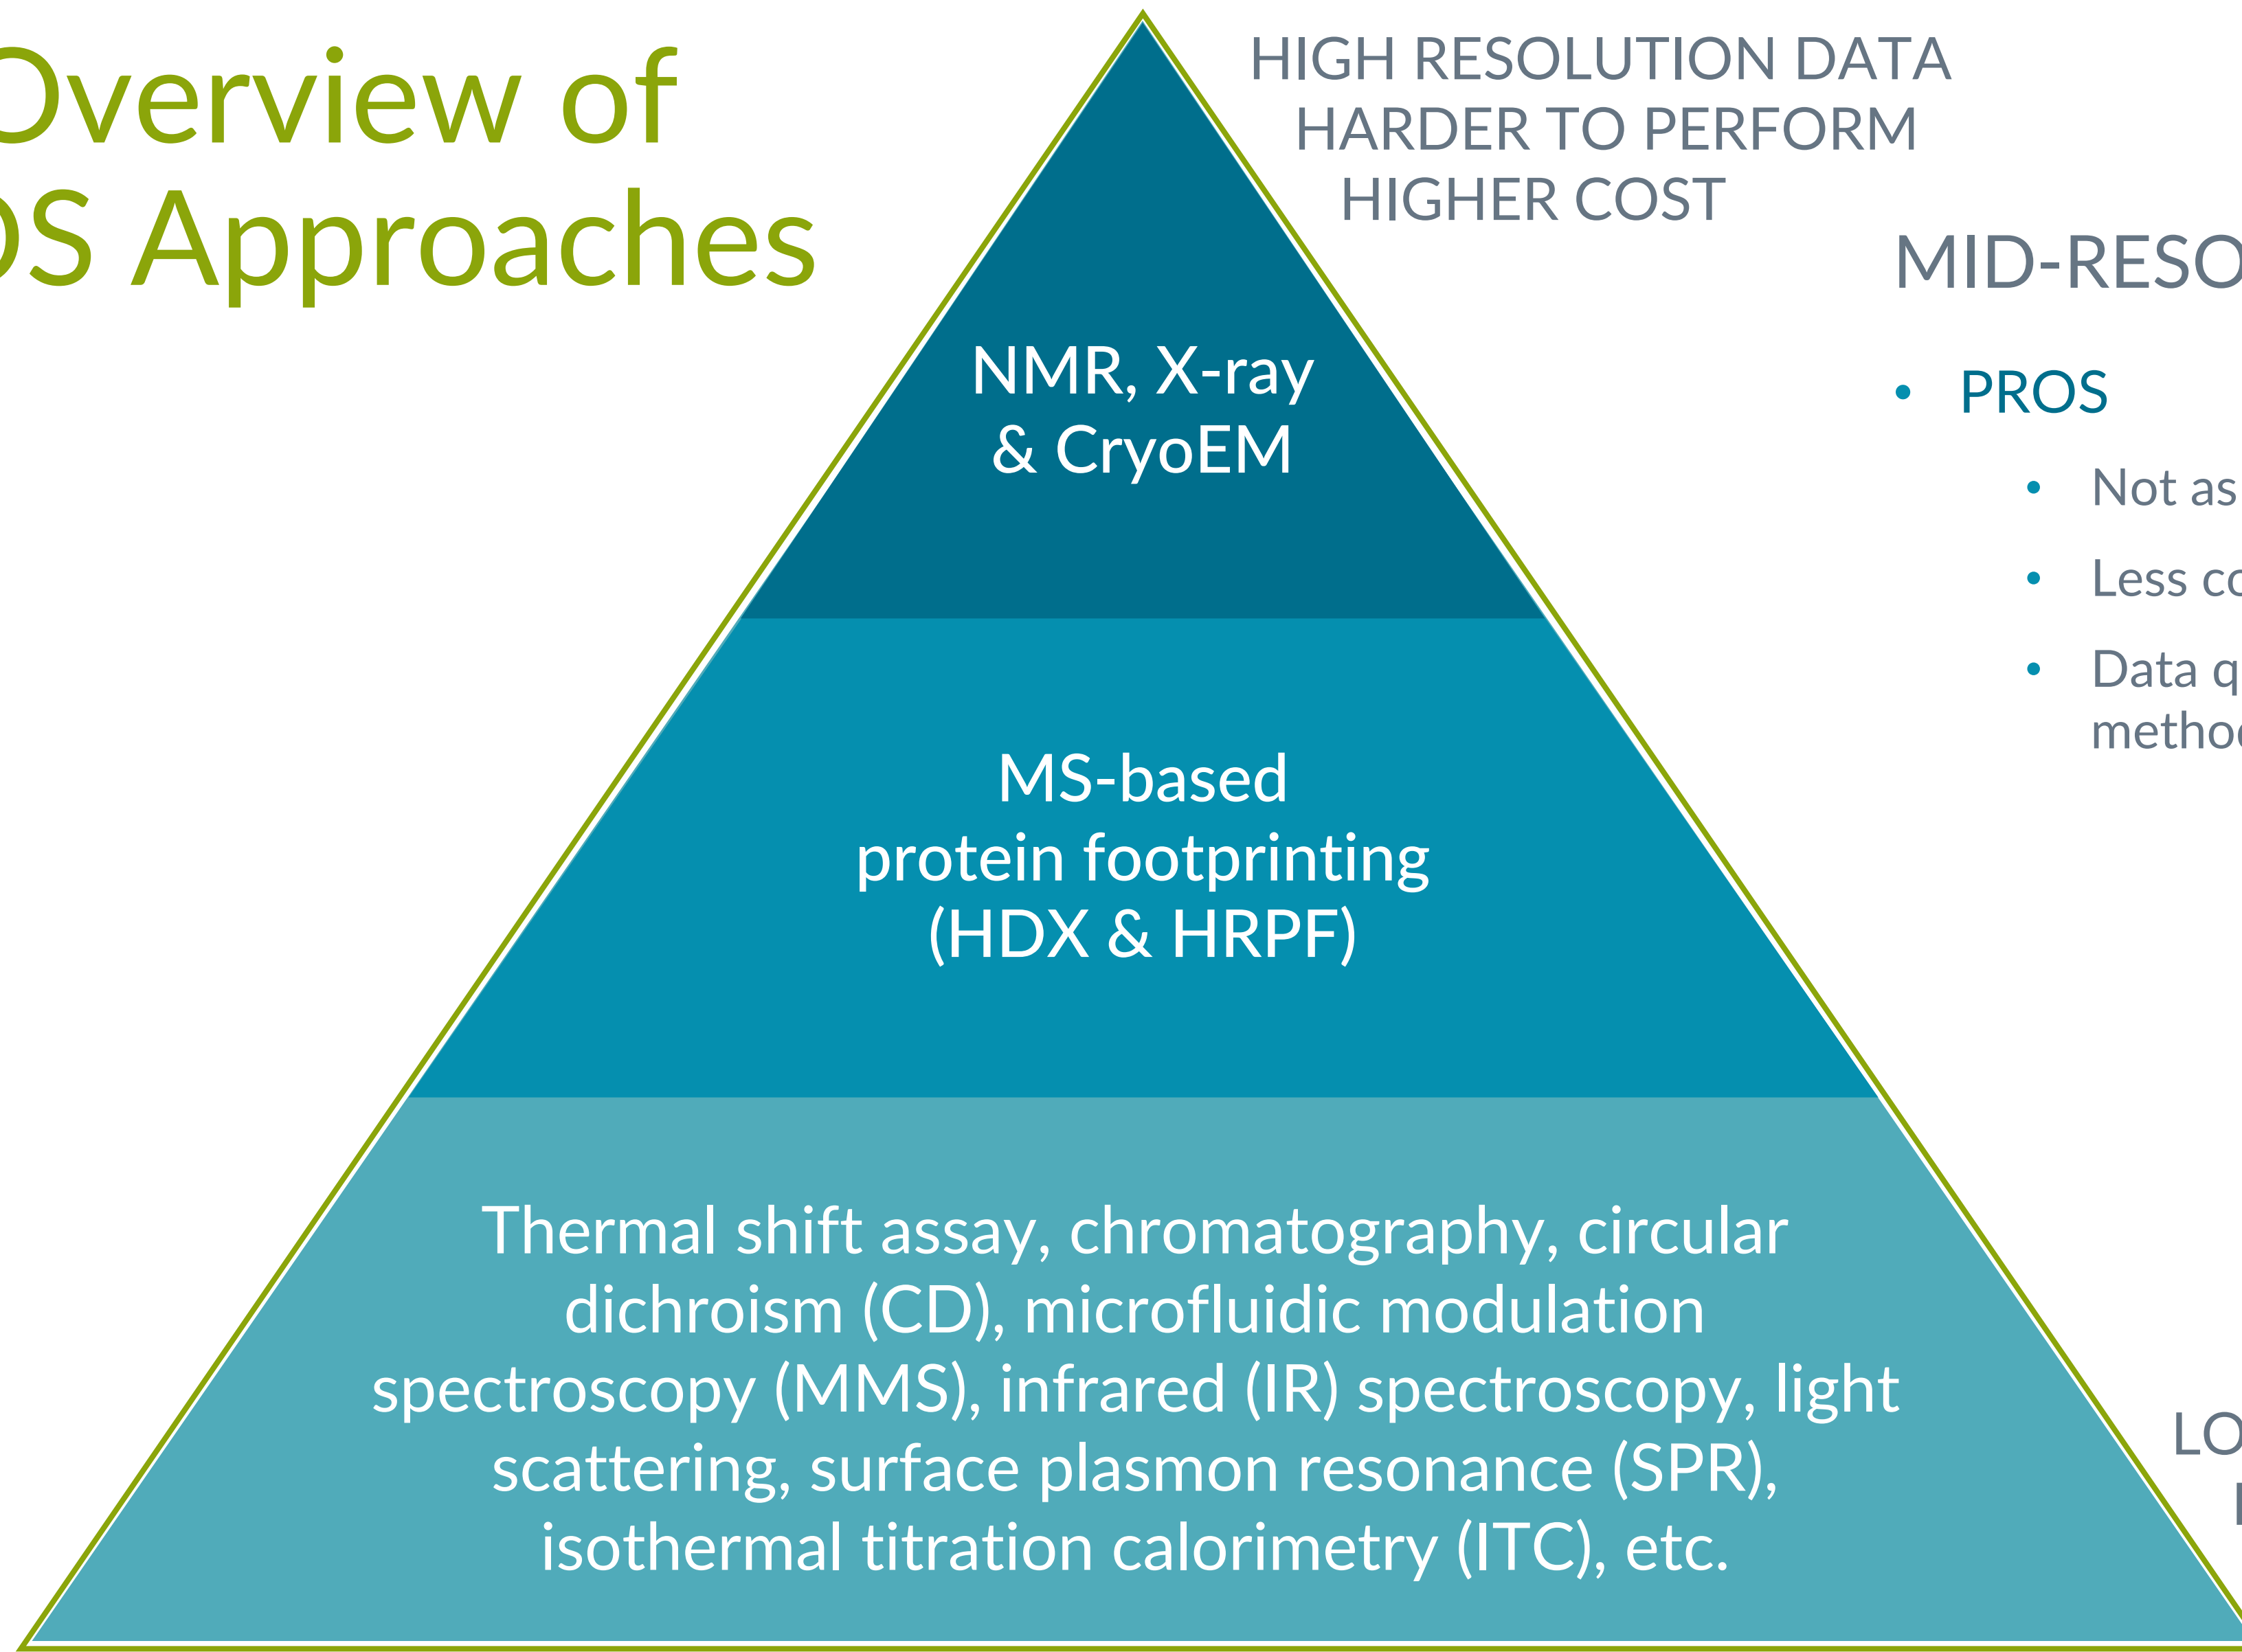 Overview of
OS Approaches
HIGH RESOLUTION DATA
HARDER TO PERFORM
HIGHER COST
NMR, X-ray
& CryoEM
MS-based
protein footprinting
(HDX & HRPF)
Thermal shift assay, chromatography, circular
dichroism (CD), microfluidic modulation
spectroscopy (MMS), infrared (IR) spectroscopy, light
scattering, surface plasmon resonance (SPR),
isothermal titration calorimetry (ITC), etc.
MID-RESO
• PROS
• Not as
• Less co
• Data q
metho
LO